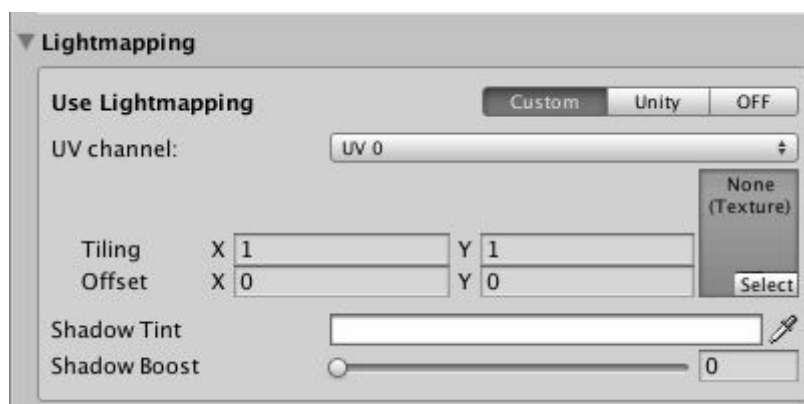 Lightmapping
Use Lightmapping Custom Unity OFF
UV channel: UV 0
None
(Texture)
Tiling X 1 Y 1
Offset X 0 Y 0
Select
Shadow Tint
Shadow Boost 0